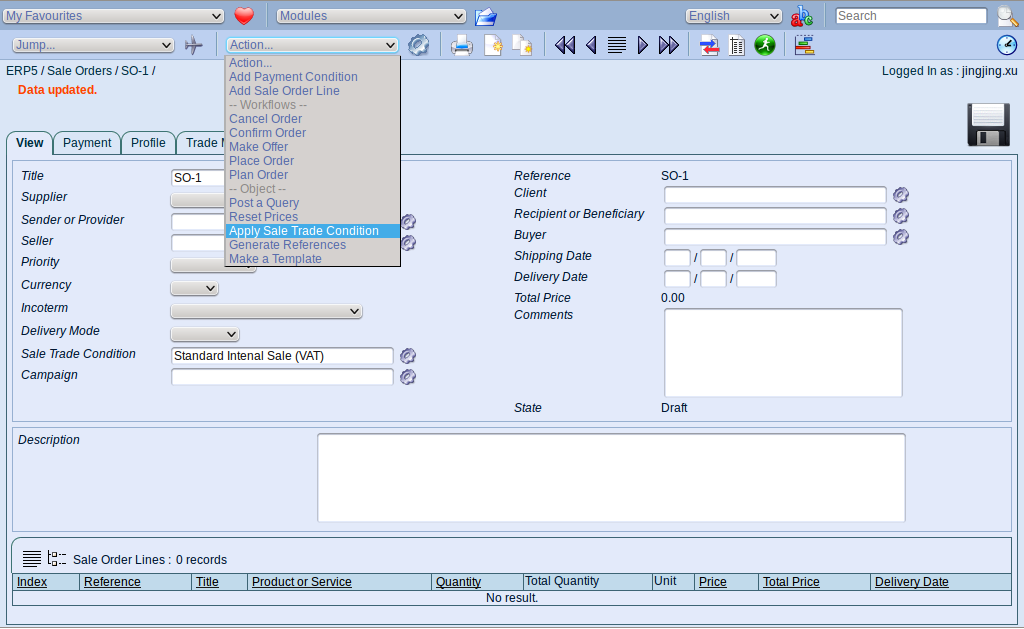 My Favourites Modules English Search
Jump... Action...
ERP5 / Sale Orders / SO-1 / Logged In as : jingjing.xu
Data updated.
Action...
Add Payment Condition
Add Sale Order Line
-- Workflows --
Cancel Order
Confirm Order
Make Offer
Place Order
Plan Order
-- Object --
Post a Query
Reset Prices
Apply Sale Trade Condition
Generate References
Make a Template
View Payment Profile Trade
Title SO-1
Supplier
Sender or Provider
Seller
Priority
Currency
Incoterm
Delivery Mode
Sale Trade Condition Standard Intenal Sale (VAT)
Campaign
Reference SO-1
Client
Recipient or Beneficiary
Buyer
Shipping Date / /
Delivery Date / /
Total Price 0.00
Comments
State Draft
Description
Sale Order Lines : 0 records
Index Reference Title Product or Service Quantity Total Quantity Unit Price Total Price Delivery Date
No result.